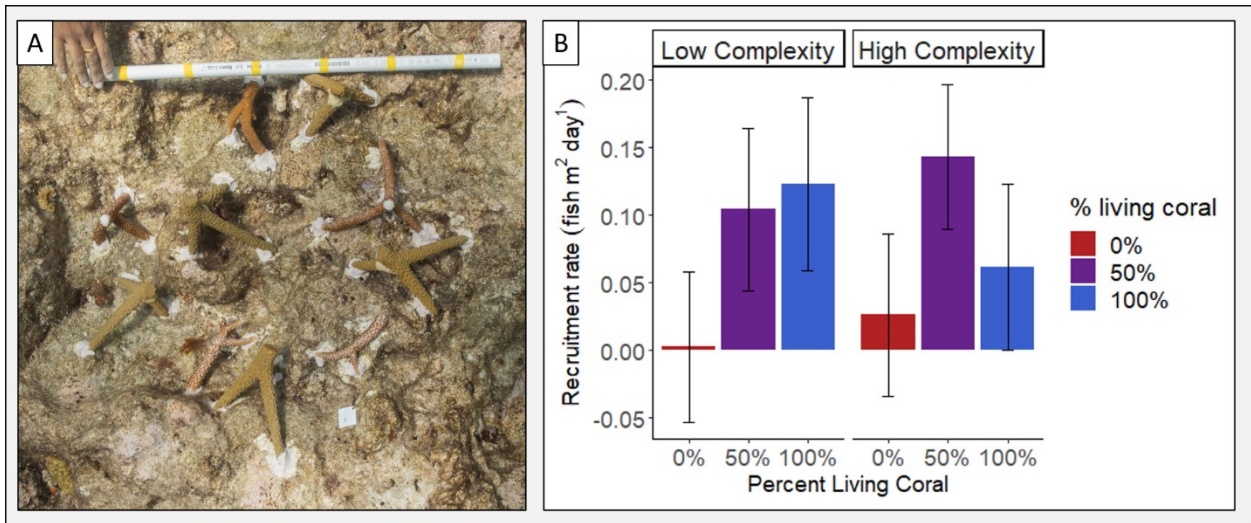 A
B
Low Complexity High Complexity
Recruitment rate (fish m² day¹)
0.20
0.15
0.10
0.05
0.00
-0.05
0% 50% 100% 0% 50% 100%
Percent Living Coral
% living coral
0%
50%
100%